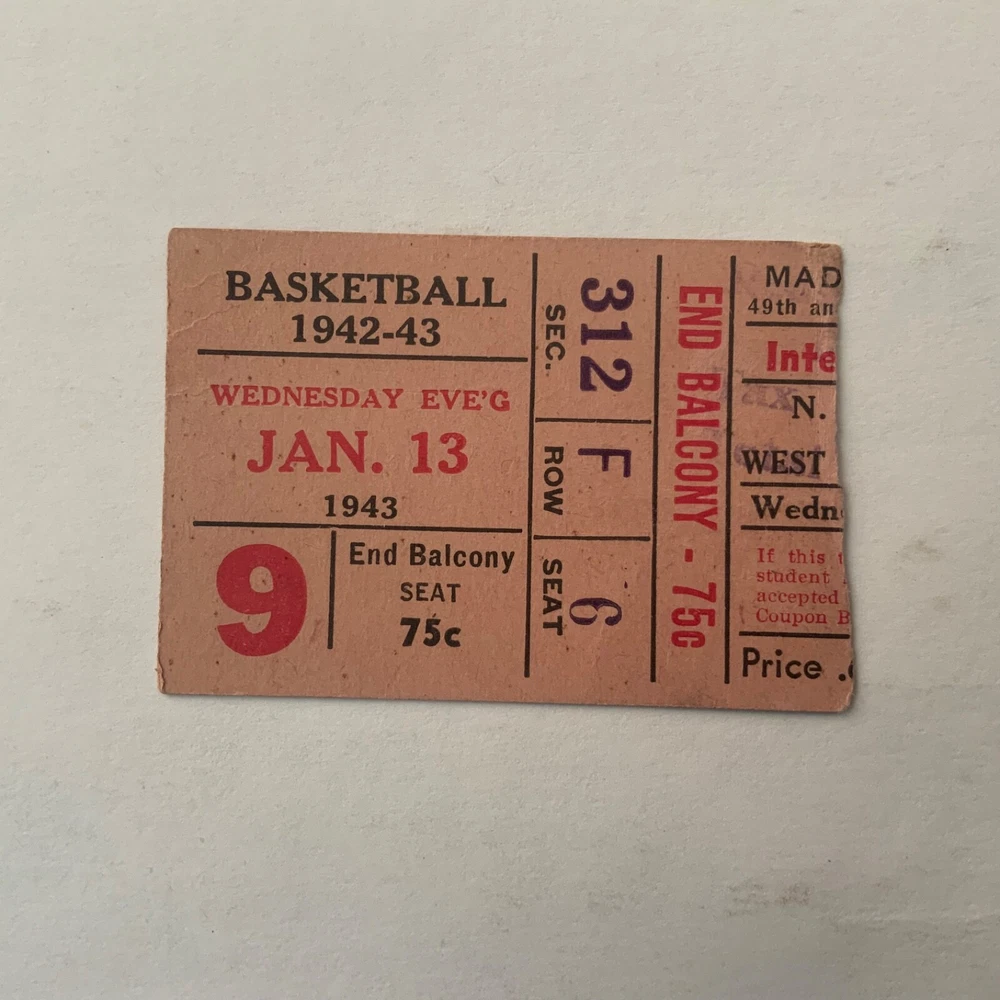 BASKETBALL
1942-43
WEDNESDAY EVE'G
JAN. 13
1943
9
End Balcony
SEAT
75c
SEC. 312
ROW F
SEAT 6
END BALCONY - 75c
MAD
49th an
Inte
N.
WEST
Wedn
If this t
student
accepted
Coupon B
Price .